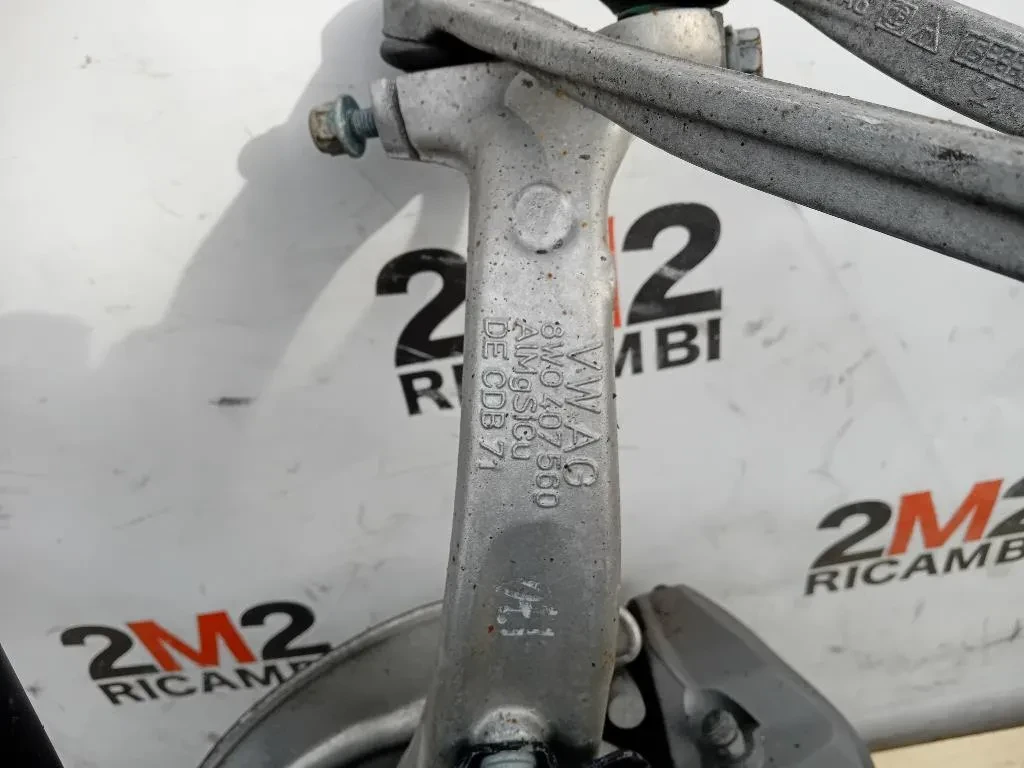 VW AG
8W0 407 560
AlMgSiCu
DE CDB 71
2M2
RICAMBI
2M2
RICAMBI
2M2
RICAMBI